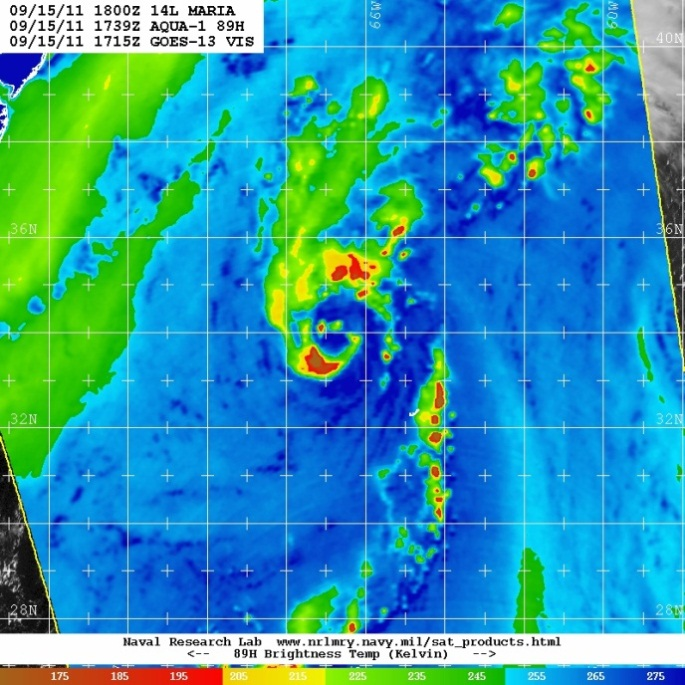 09/15/11 1800Z 14L MARIA
09/15/11 1739Z AQUA-1 89H
09/15/11 1715Z GOES-13 VIS
66W
60W
40N
36N
36N
32N
32N
28N
28N
Naval Research Lab www.nrlmry.navy.mil/sat_products.html
<-- 89H Brightness Temp (Kelvin) -->
175 185 195 205 215 225 235 245 255 265 275